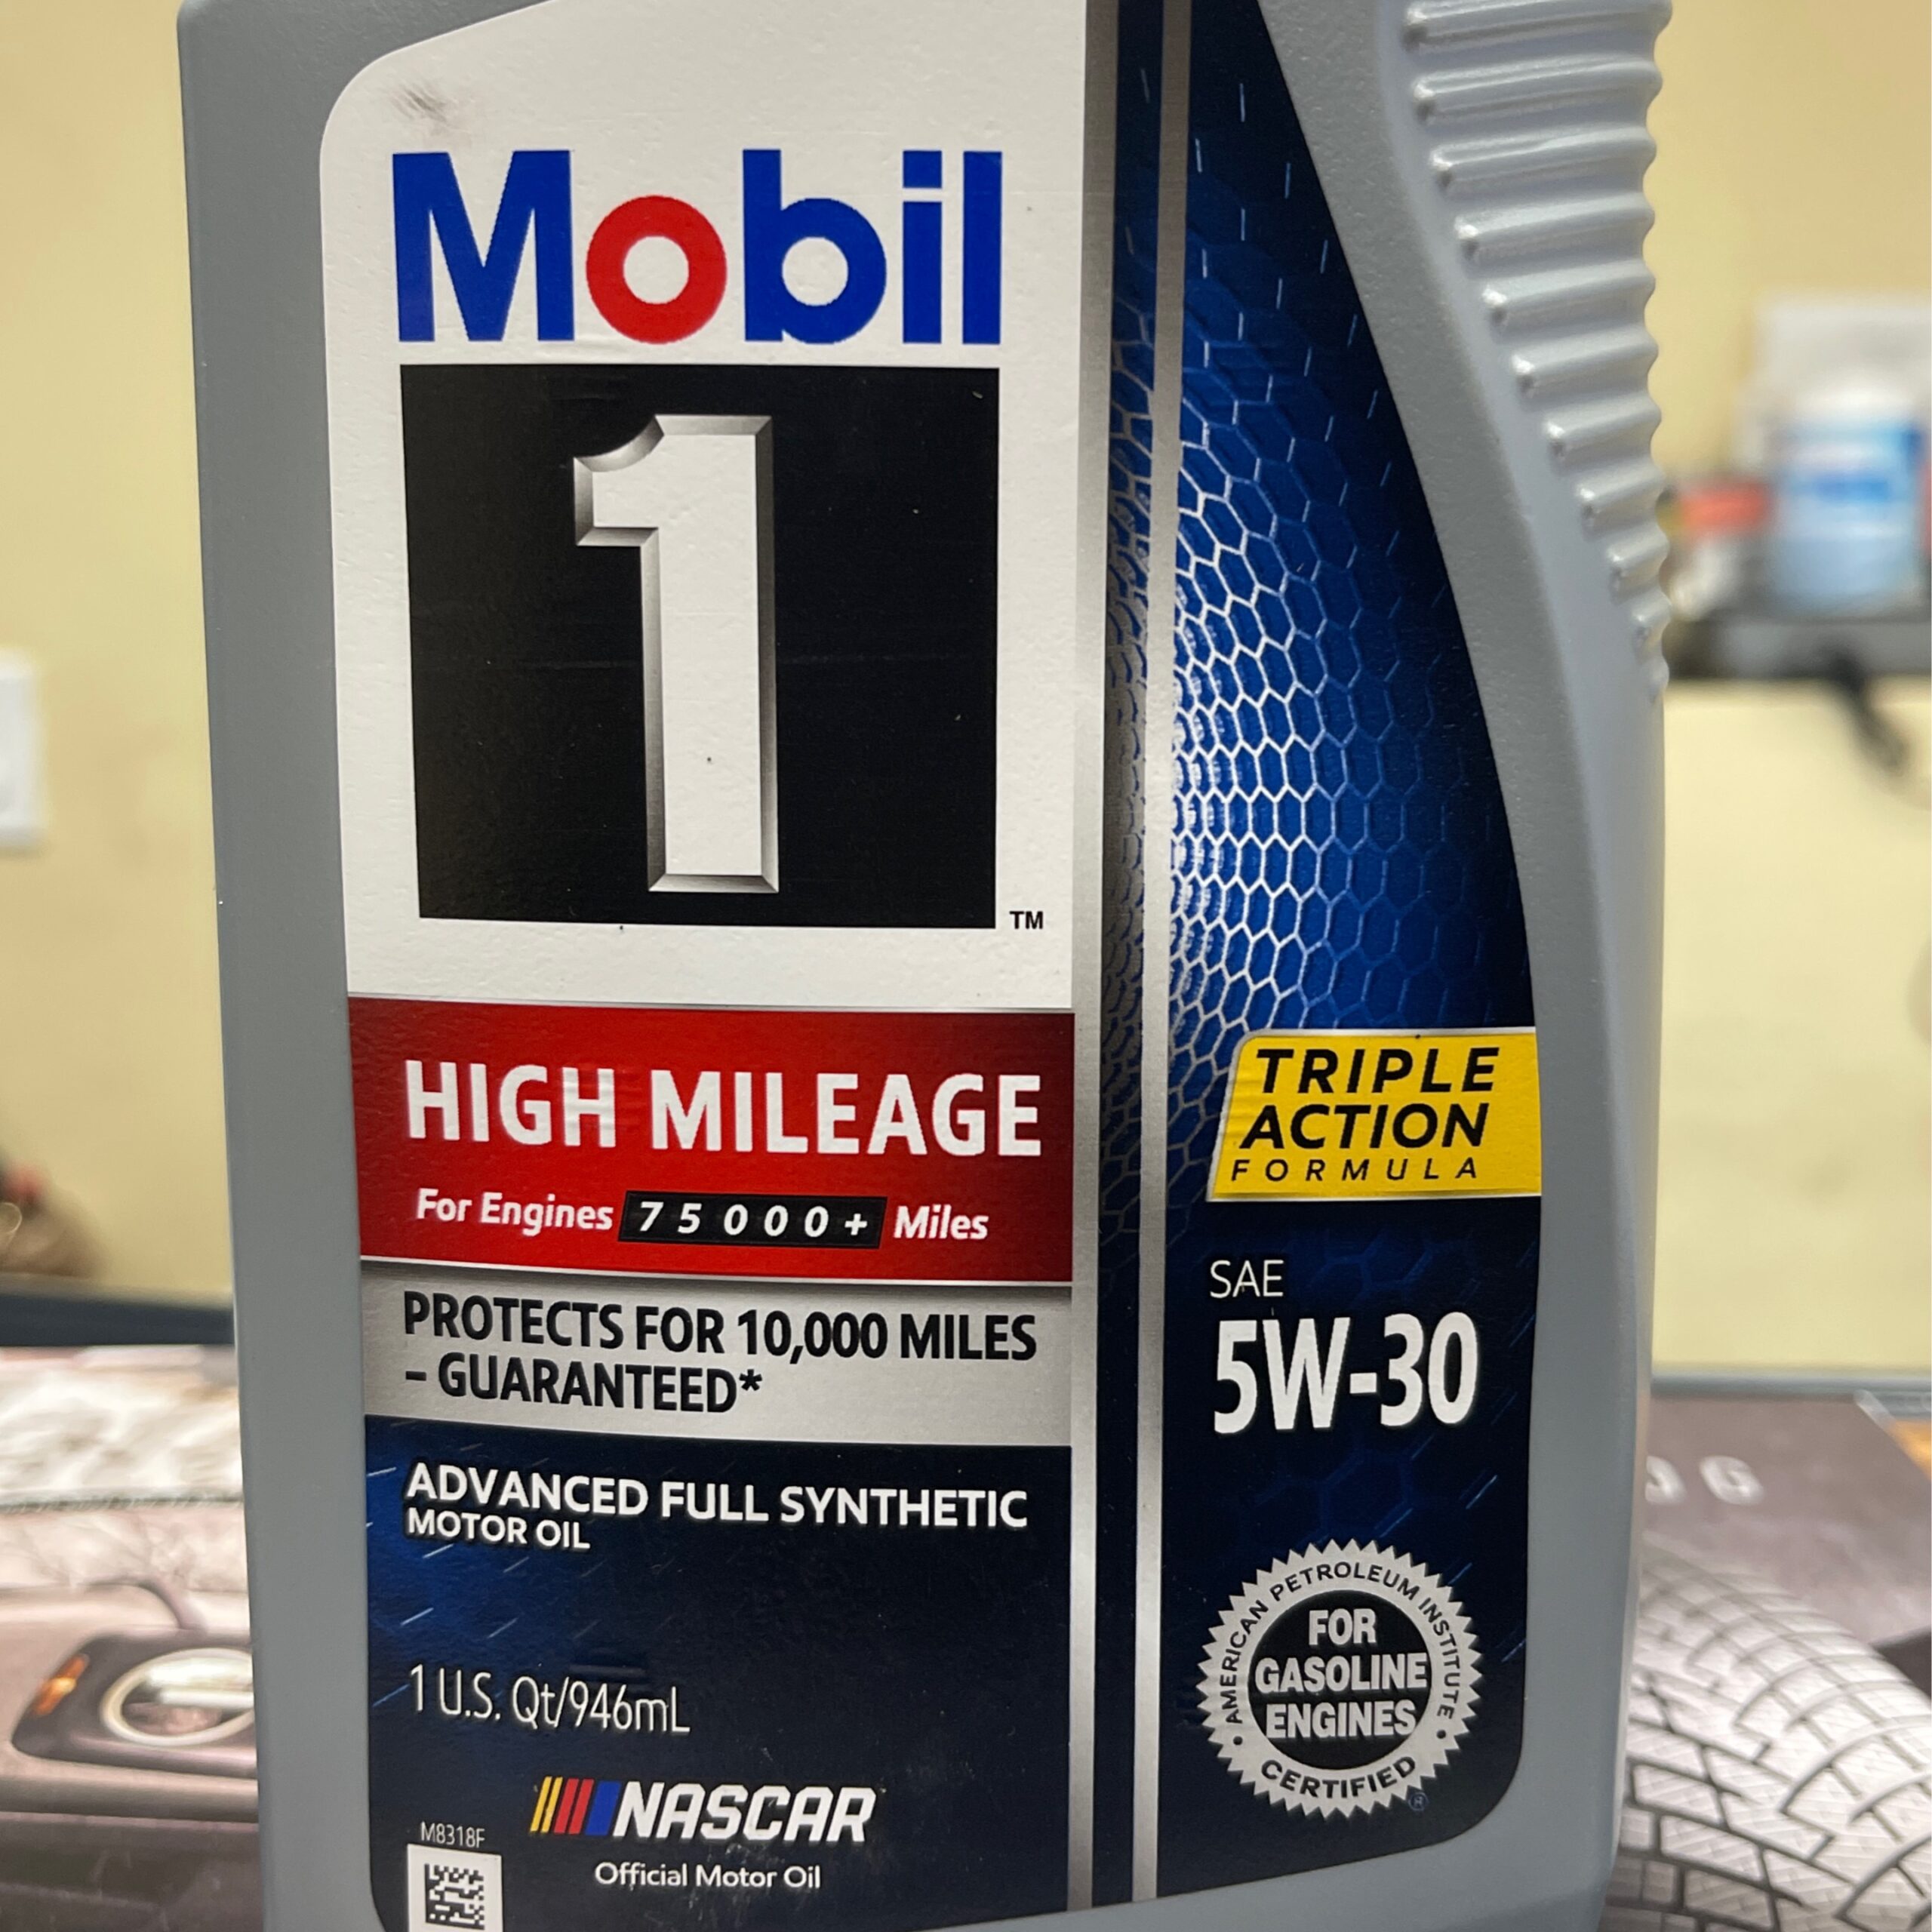 Mobil
1
TM
HIGH MILEAGE
For Engines 75000+ Miles
PROTECTS FOR 10,000 MILES
– GUARANTEED*
ADVANCED FULL SYNTHETIC
MOTOR OIL
1 U.S. Qt/946mL
NASCAR
Official Motor Oil
M8318F
TRIPLE
ACTION
FORMULA
SAE
5W-30
AMERICAN PETROLEUM INSTITUTE
FOR
GASOLINE
ENGINES
CERTIFIED
®